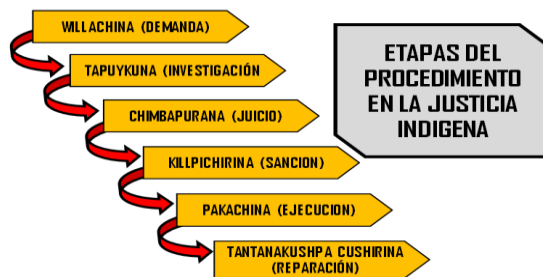 WILLACHINA (DEMANDA)
TAPUYKUNA (INVESTIGACIÓN
CHIMBAPURANA (JUICIO)
KILLPICHIRINA (SANCION)
PAKACHINA (EJECUCION)
TANTANAKUSHPA CUSHIRINA
(REPARACIÓN)
ETAPAS DEL
PROCEDIMIENTO
EN LA JUSTICIA
INDIGENA